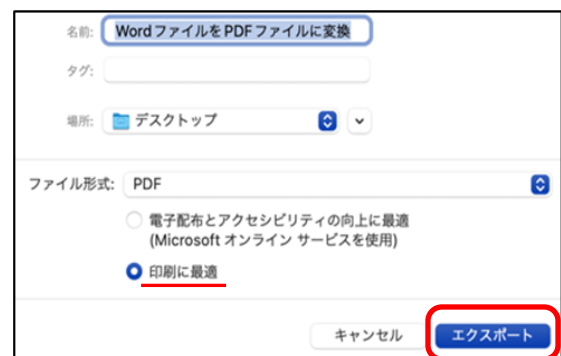 名前: WordファイルをPDFファイルに変換
タグ:
場所: デスクトップ
ファイル形式: PDF
電子配布とアクセシビリティの向上に最適
(Microsoft オンライン サービスを使用)
印刷に最適
キャンセル エクスポート